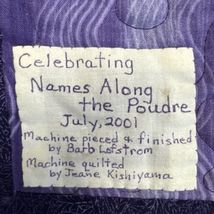 Celebrating
Names Along
the Poudre
July, 2001
Machine pieced & finished
by Barb Lofstrom
Machine quilted
by Jeane Kishiyama